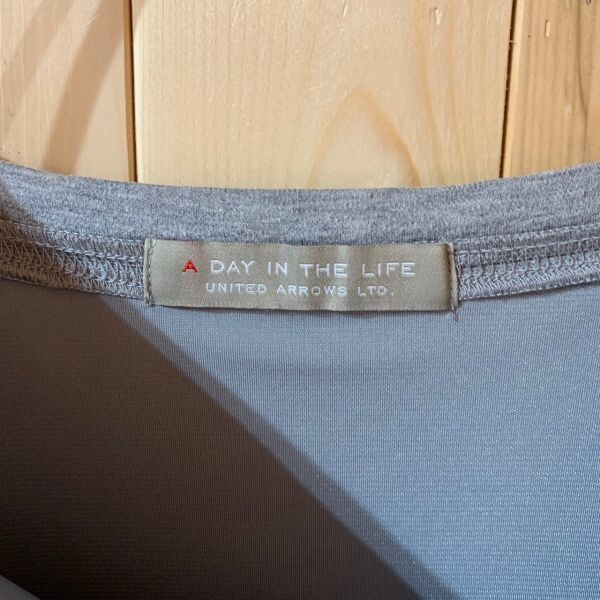 A DAY IN THE LIFE
UNITED ARROWS LTD.